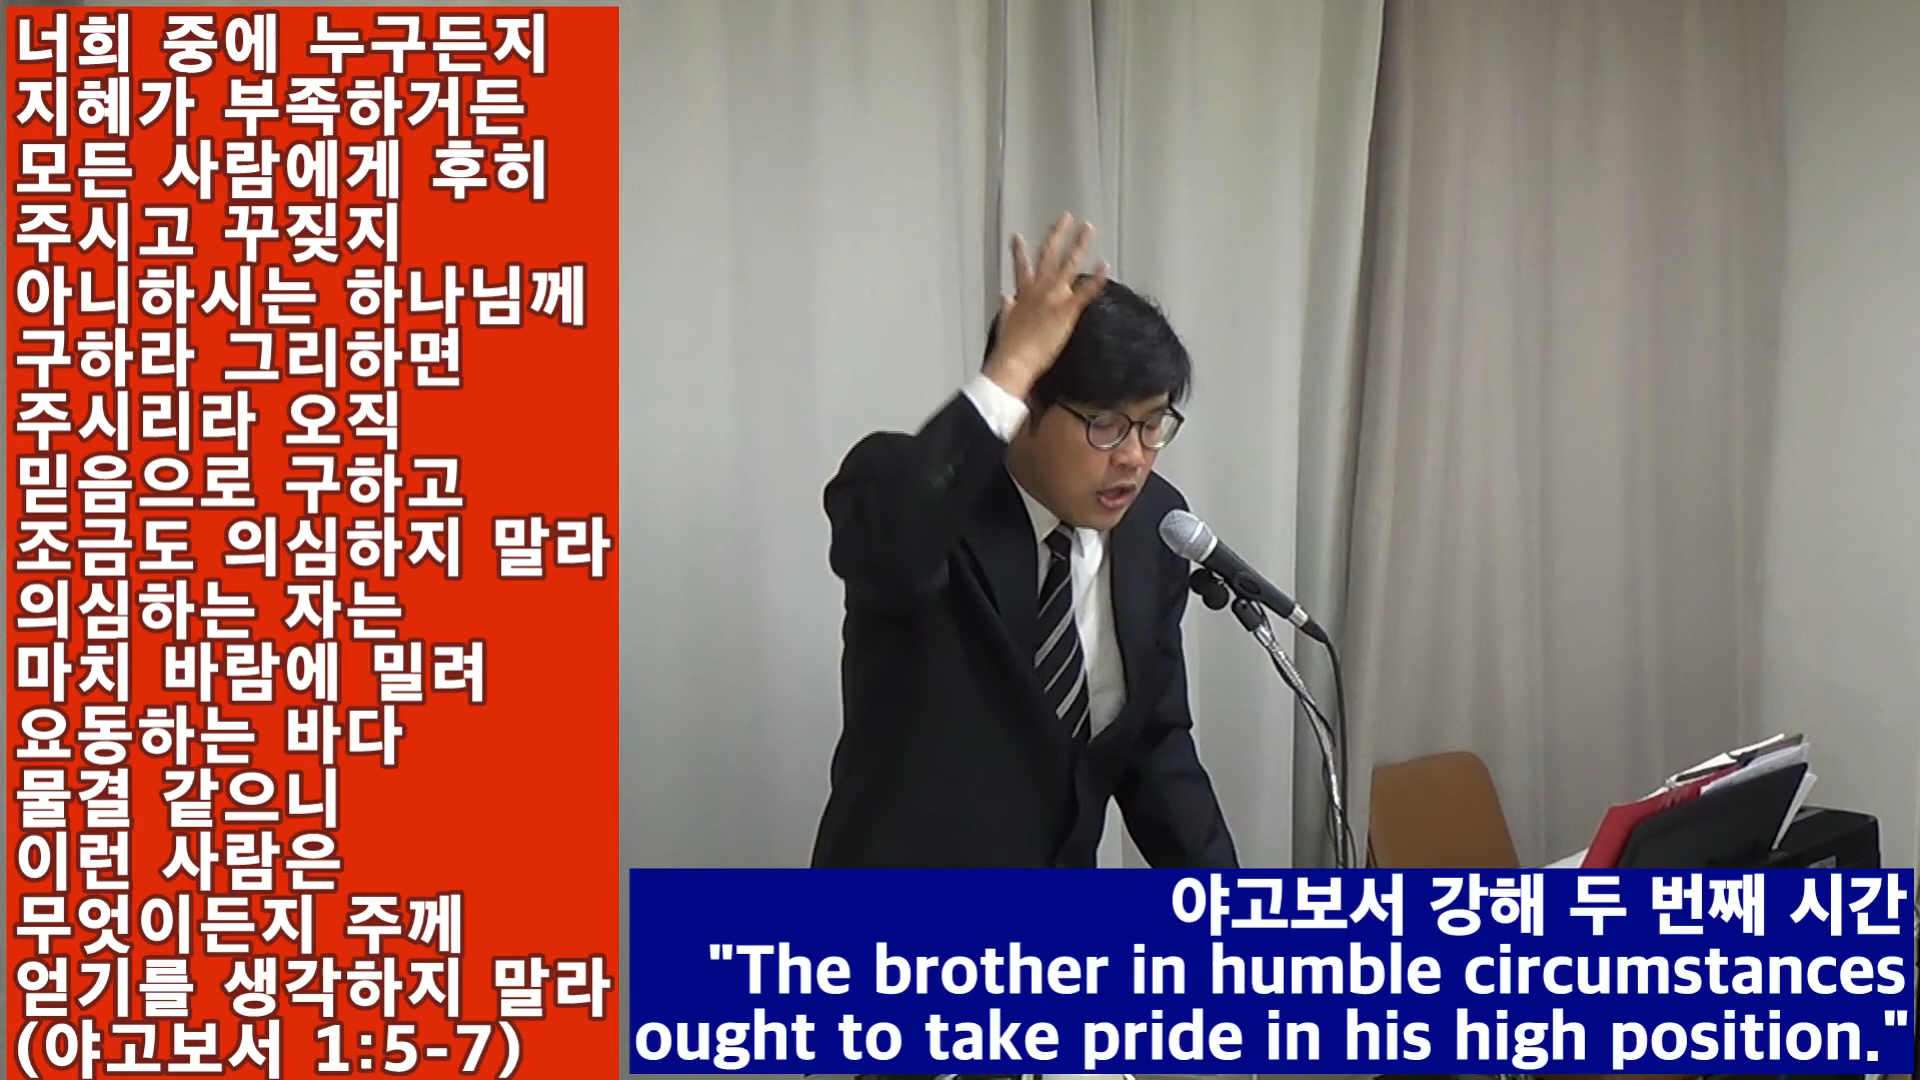 너희 중에 누구든지
지혜가 부족하거든
모든 사람에게 후히
주시고 꾸짖지
아니하시는 하나님께
구하라 그리하면
주시리라 오직
믿음으로 구하고
조금도 의심하지 말라
의심하는 자는
마치 바람에 밀려
요동하는 바다
물결 같으니
이런 사람은
무엇이든지 주께
얻기를 생각하지 말라
(야고보서 1:5-7)
야고보서 강해 두 번째 시간
"The brother in humble circumstances
ought to take pride in his high position."